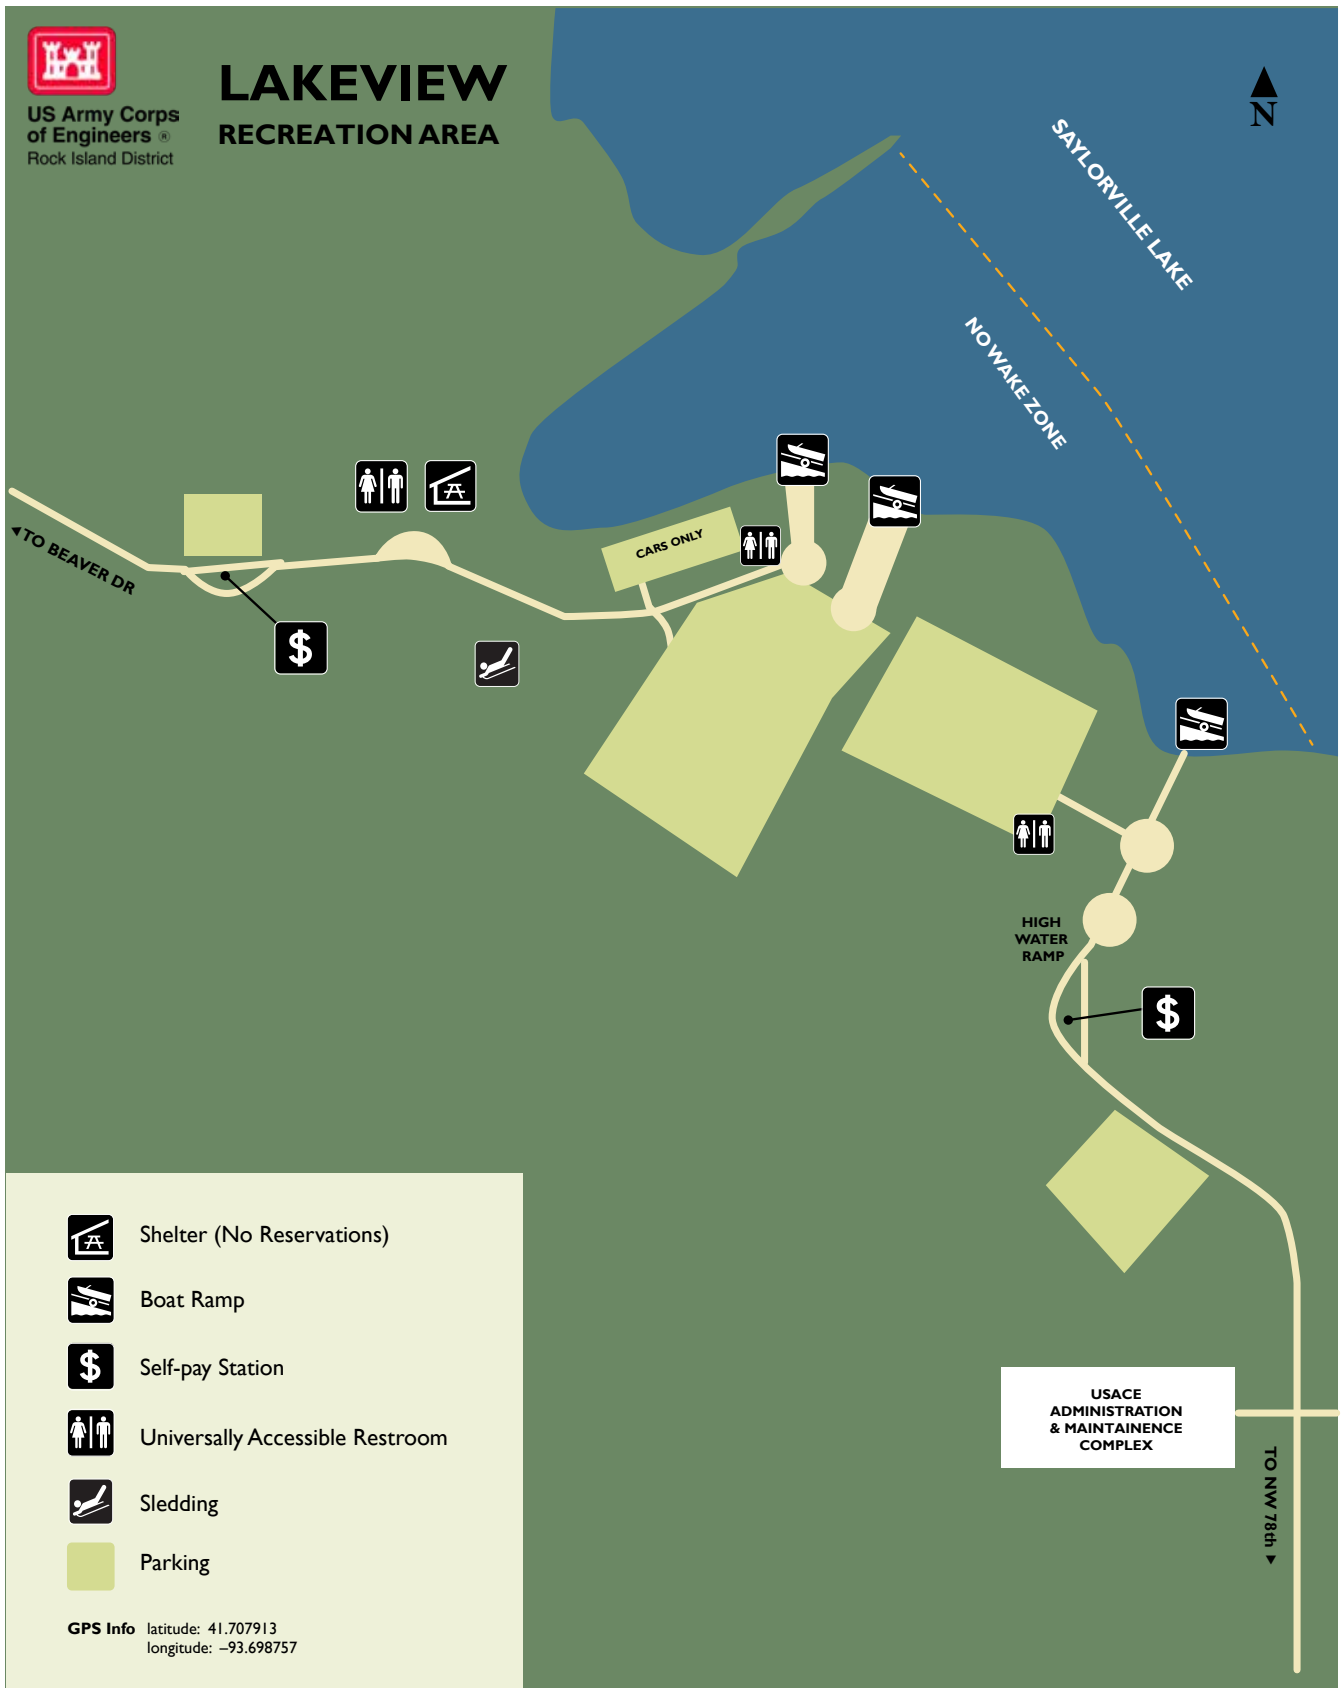 US Army Corps
of Engineers ®
Rock Island District
LAKEVIEW
RECREATION AREA
N
SAYLORVILLE LAKE
NO WAKE ZONE
TO BEAVER DR
$
CARS ONLY
HIGH
WATER
RAMP
$
USACE
ADMINISTRATION
& MAINTAINENCE
COMPLEX
TO NW 78th
Shelter (No Reservations)
Boat Ramp
$ Self-pay Station
Universally Accessible Restroom
Sledding
Parking
GPS Info latitude: 41.707913
longitude: –93.698757